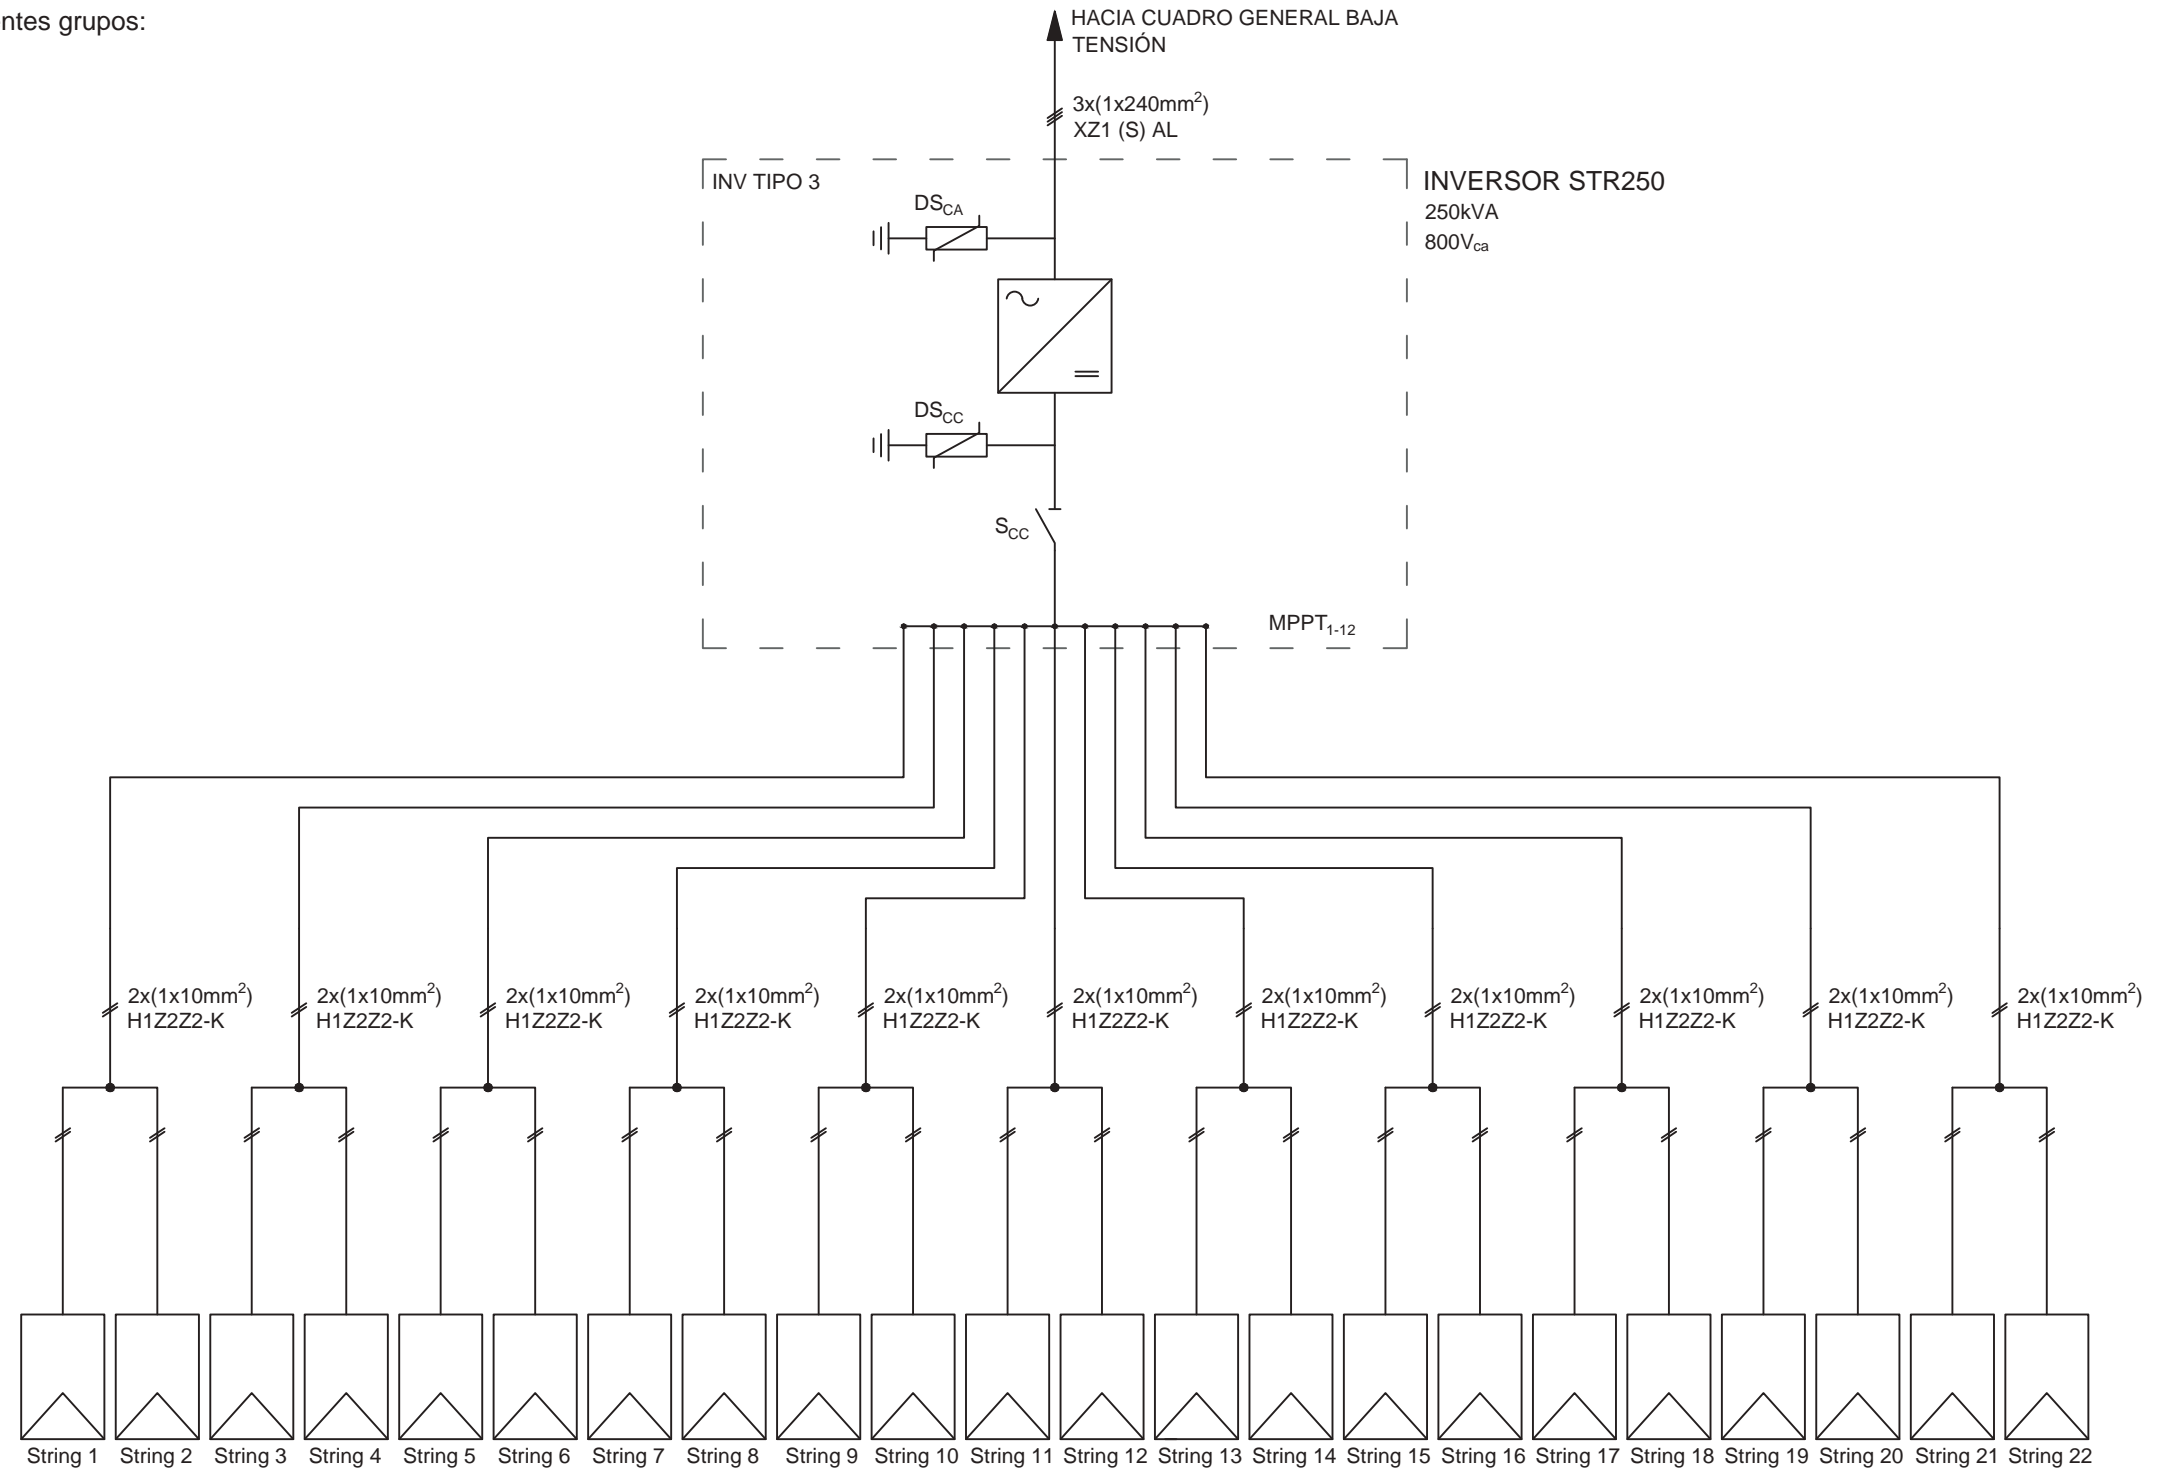 ntes grupos:
HACIA CUADRO GENERAL BAJA
TENSIÓN
3x(1x240mm²)
XZ1 (S) AL
INV TIPO 3
INVERSOR STR250
250kVA
800Vca
DSCA
DSCC
SCC
MPPT1-12
2x(1x10mm²) 2x(1x10mm²) 2x(1x10mm²) 2x(1x10mm²) 2x(1x10mm²) 2x(1x10mm²) 2x(1x10mm²) 2x(1x10mm²) 2x(1x10mm²) 2x(1x10mm²) 2x(1x10mm²)
H1Z2Z2-K H1Z2Z2-K H1Z2Z2-K H1Z2Z2-K H1Z2Z2-K H1Z2Z2-K H1Z2Z2-K H1Z2Z2-K H1Z2Z2-K H1Z2Z2-K H1Z2Z2-K
String 1 String 2 String 3 String 4 String 5 String 6 String 7 String 8 String 9 String 10 String 11 String 12 String 13 String 14 String 15 String 16 String 17 String 18 String 19 String 20 String 21 String 22